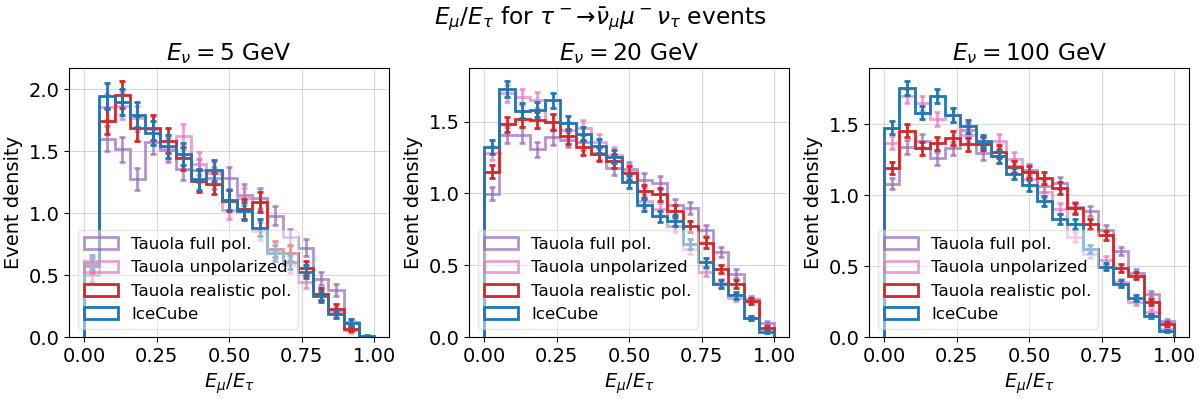 E_μ/E_τ for τ⁻→ν̄_μμ⁻ν_τ events
E_ν = 5 GeV
Event density
2.0
1.5
1.0
0.5
0.0
Tauola full pol.
Tauola unpolarized
Tauola realistic pol.
IceCube
0.00 0.25 0.50 0.75 1.00
E_μ/E_τ
E_ν = 20 GeV
Event density
1.5
1.0
0.5
0.0
Tauola full pol.
Tauola unpolarized
Tauola realistic pol.
IceCube
0.00 0.25 0.50 0.75 1.00
E_μ/E_τ
E_ν = 100 GeV
Event density
1.5
1.0
0.5
0.0
Tauola full pol.
Tauola unpolarized
Tauola realistic pol.
IceCube
0.00 0.25 0.50 0.75 1.00
E_μ/E_τ